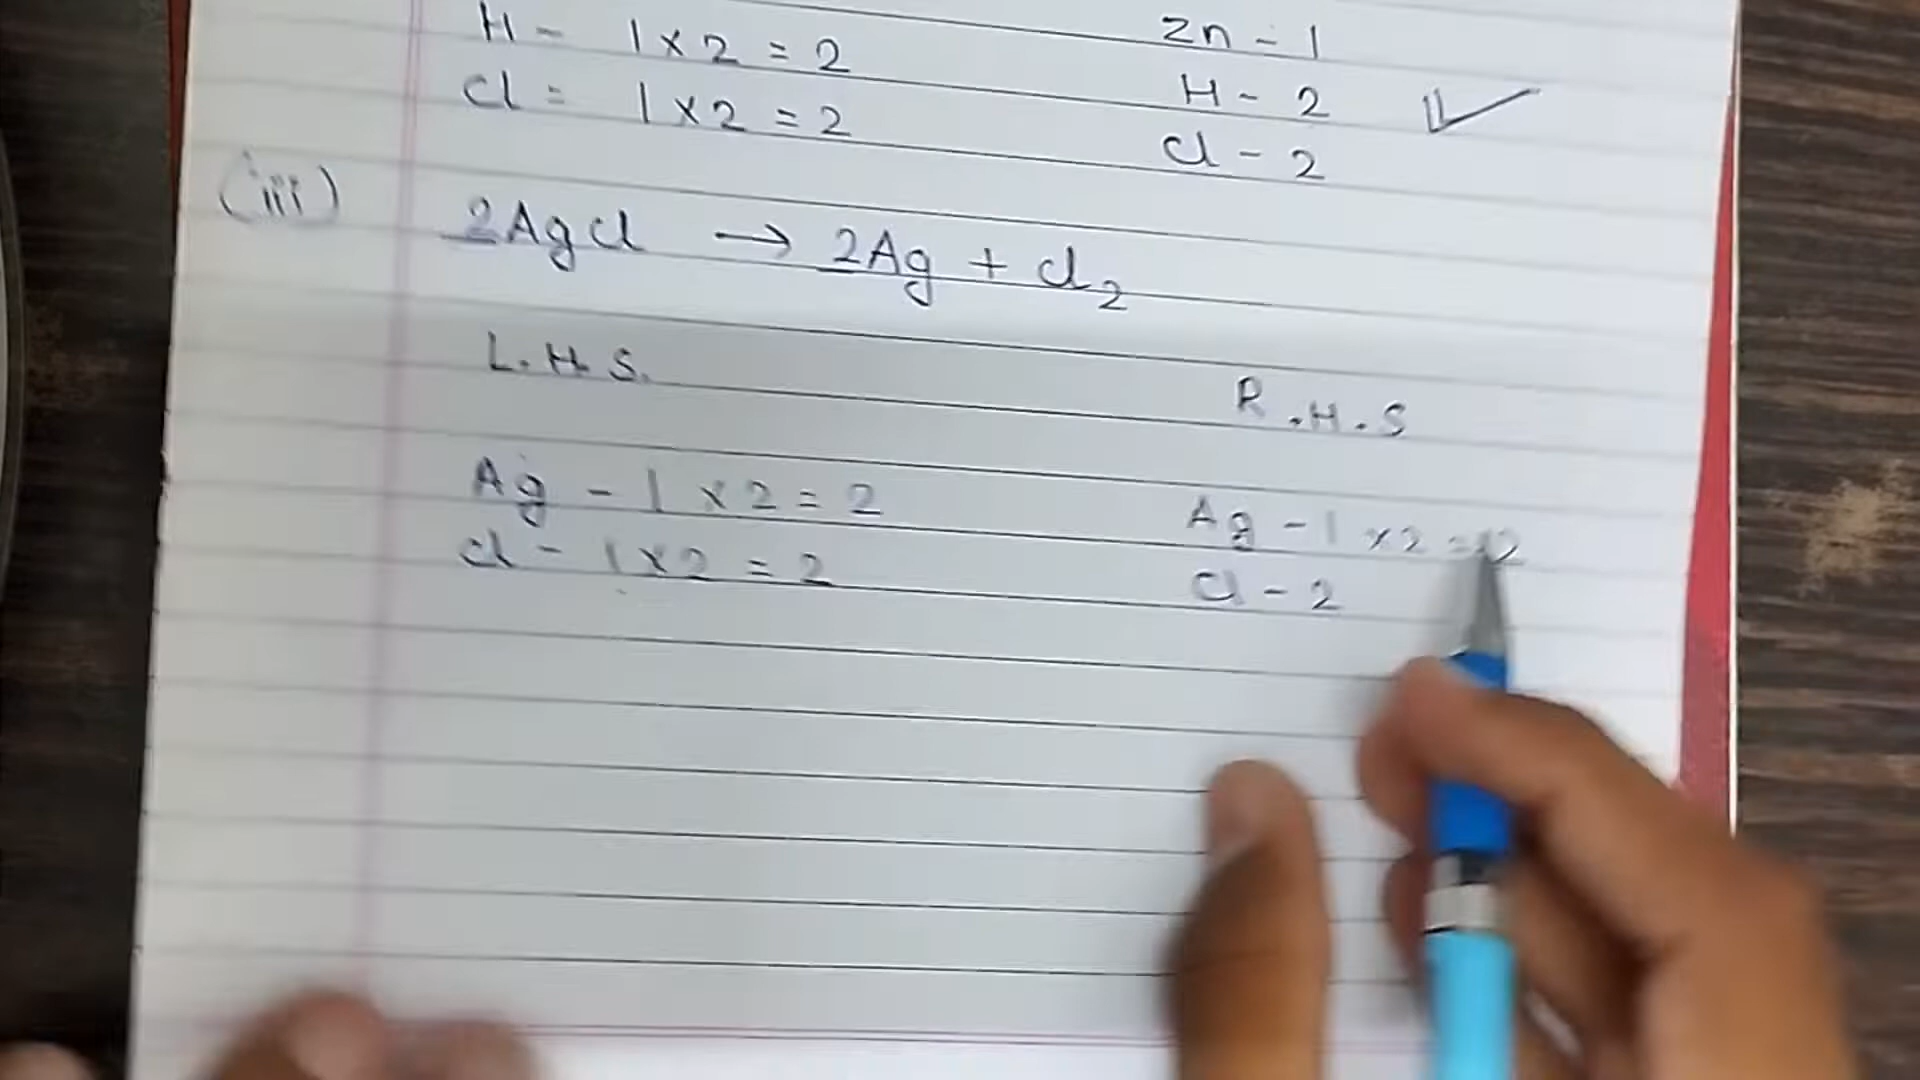 H - 1 × 2 = 2
Zn - 1
Cl = 1 × 2 = 2
H - 2
Cl - 2
(iii) 2AgCl → 2Ag + Cl₂
L.H.S.
R.H.S
Ag - 1 × 2 = 2
Ag - 1 × 2 = 2
Cl - 1 × 2 = 2
Cl - 2